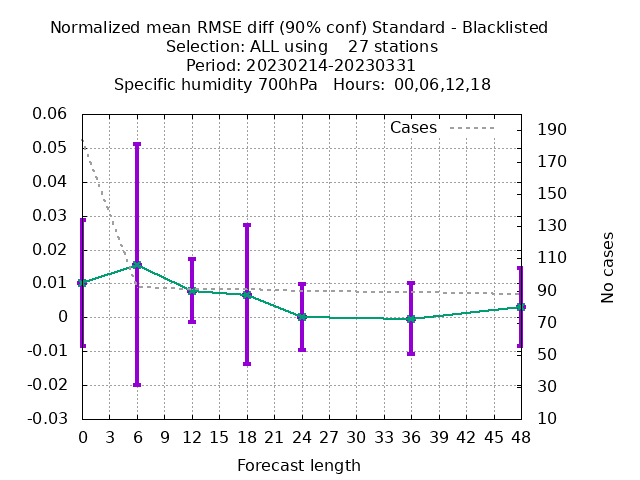 Normalized mean RMSE diff (90% conf) Standard - Blacklisted
Selection: ALL using    27 stations
Period: 20230214-20230331
Specific humidity 700hPa   Hours:  00,06,12,18
Cases
0.06
0.05
0.04
0.03
0.02
0.01
0
-0.01
-0.02
-0.03
190
170
150
130
110
90
70
50
30
10
No cases
0 3 6 9 12 15 18 21 24 27 30 33 36 39 42 45 48
Forecast length